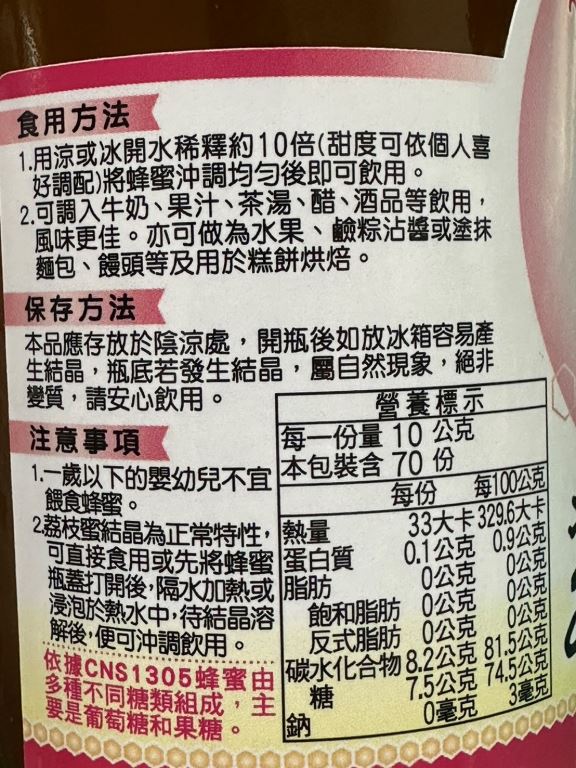 食用方法
1.用涼或冰開水稀釋約10倍(甜度可依個人喜
好調配)將蜂蜜沖調均勻後即可飲用。
2.可調入牛奶、果汁、茶湯、醋、酒品等飲用，
風味更佳。亦可做為水果、鹼粽沾醬或塗抹
麵包、饅頭等及用於糕餅烘焙。
保存方法
本品應存放於陰涼處，開瓶後如放冰箱容易產
生結晶，瓶底若發生結晶，屬自然現象，絕非
變質，請安心飲用。
注意事項
1.一歲以下的嬰幼兒不宜
餵食蜂蜜。
2.荔枝蜜結晶為正常特性，
可直接食用或先將蜂蜜
瓶蓋打開後，隔水加熱或
浸泡於熱水中，待結晶溶
解後，便可沖調飲用。
依據CNS1305蜂蜜由
多種不同糖類組成，主
要是葡萄糖和果糖。
營養標示
每一份量 10 公克
本包裝含 70 份
每份 每100公克
熱量 33大卡 329.6大卡
蛋白質 0.1公克 0.9公克
脂肪 0公克 0公克
飽和脂肪 0公克 0公克
反式脂肪 0公克 0公克
碳水化合物 8.2公克 81.5公克
糖 7.5公克 74.5公克
鈉 0毫克 3毫克